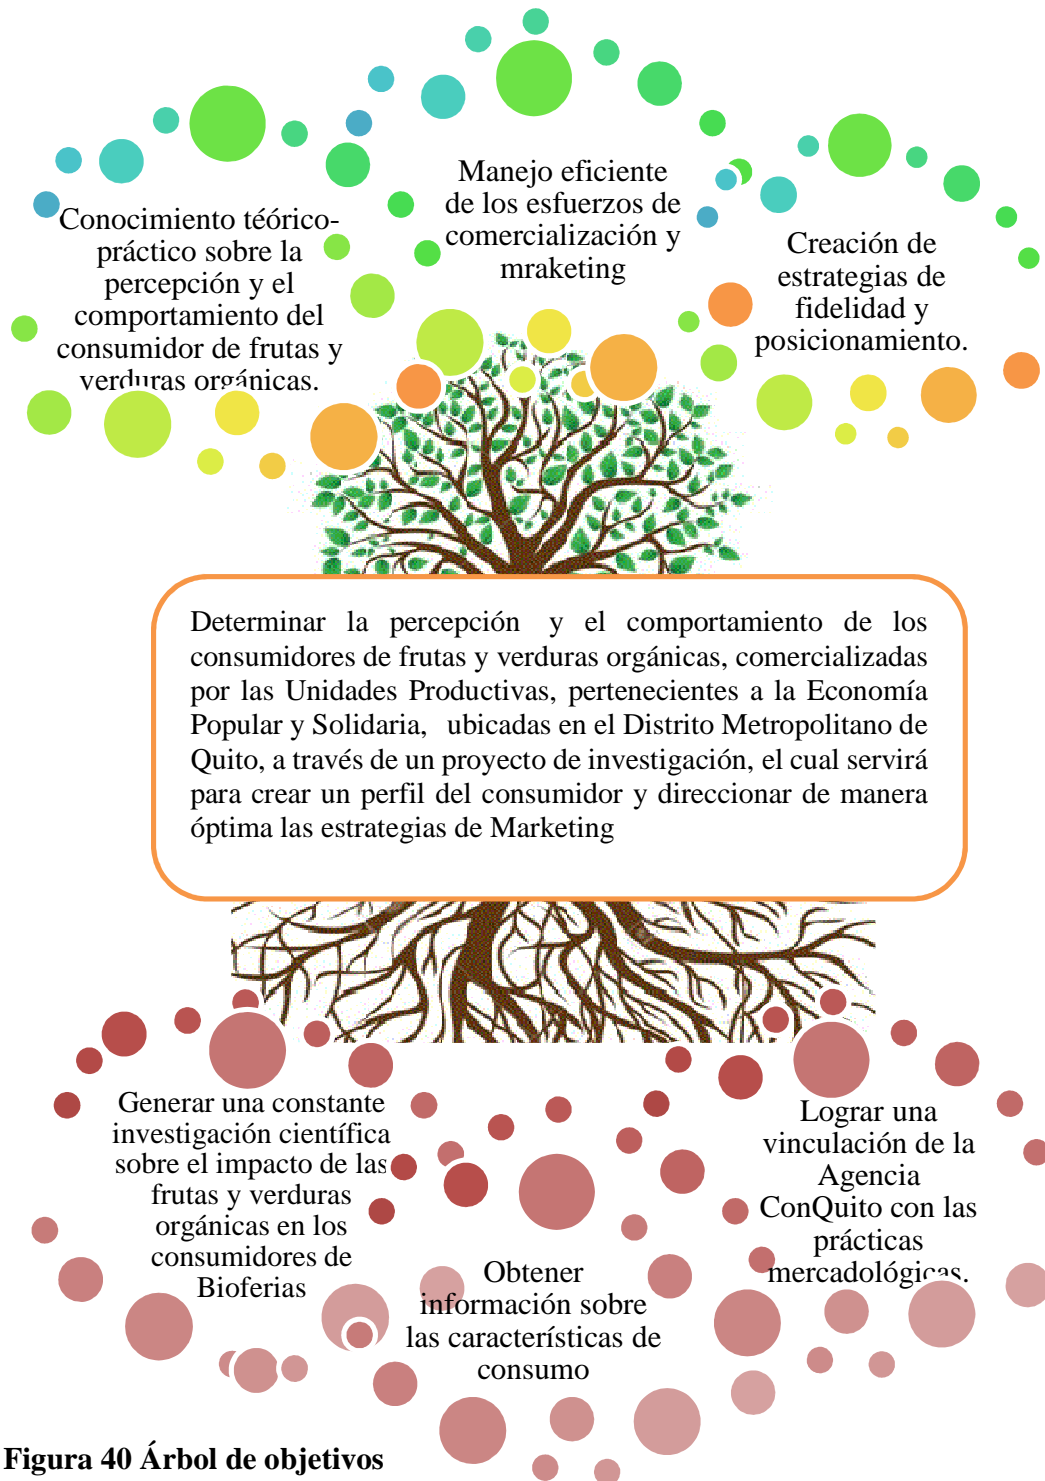 Conocimiento téórico-
práctico sobre la
percepción y el
comportamiento del
consumidor de frutas y
verduras orgánicas.
Manejo eficiente
de los esfuerzos de
comercialización y
mraketing
Creación de
estrategias de
fidelidad y
posicionamiento.
Determinar la percepción y el comportamiento de los
consumidores de frutas y verduras orgánicas, comercializadas
por las Unidades Productivas, pertenecientes a la Economía
Popular y Solidaria, ubicadas en el Distrito Metropolitano de
Quito, a través de un proyecto de investigación, el cual servirá
para crear un perfil del consumidor y direccionar de manera
óptima las estrategias de Marketing
Generar una constante
investigación científica
sobre el impacto de las
frutas y verduras
orgánicas en los
consumidores de
Bioferias
Obtener
información sobre
las características de
consumo
Lograr una
vinculación de la
Agencia
ConQuito con las
prácticas
mercadológicas.
Figura 40 Árbol de objetivos